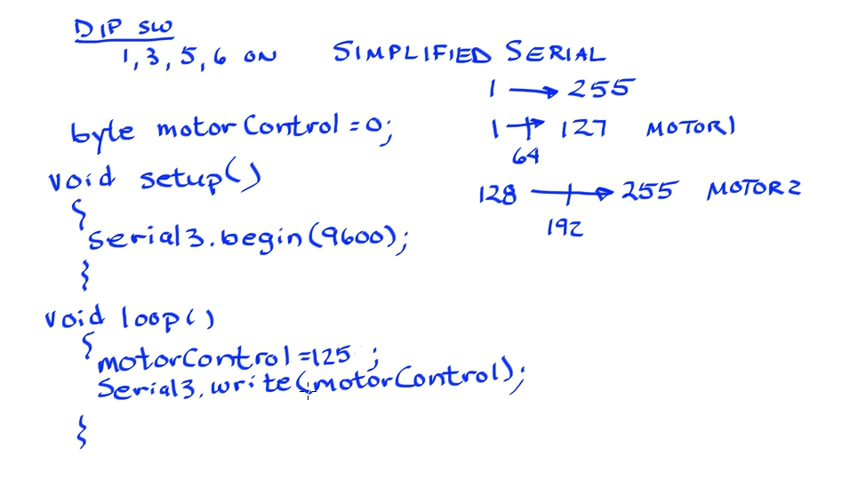 DIP SW
1, 3, 5, 6 ON SIMPLIFIED SERIAL
1 → 255
byte motorControl = 0;
1 → 127 MOTOR1
64
void setup()
128 → 255 MOTOR2
{
192
Serial3.begin(9600);
}
void loop()
{
motorControl = 125 ;
Serial3.write(motorControl);
}